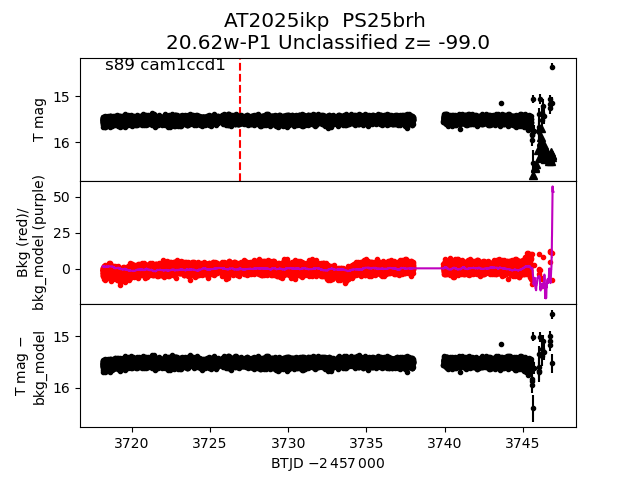 AT2025ikp  PS25brh
20.62w-P1 Unclassified z= -99.0
s89 cam1ccd1
T mag
15
16
Bkg (red)/
bkg_model (purple)
50
25
0
T mag −
bkg_model
15
16
3720
3725
3730
3735
3740
3745
BTJD −2 457 000